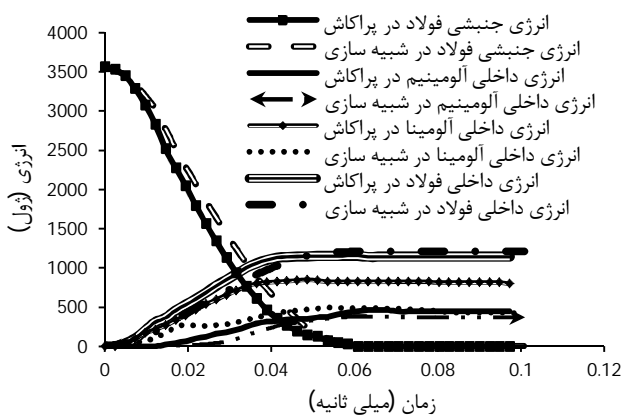 انرژی جنبشی فولاد در پراکاش
انرژی جنبشی فولاد در شبیه سازی
انرژی داخلی آلومینیم در پراکاش
انرژی داخلی آلومینیم در شبیه سازی
انرژی داخلی آلومینا در پراکاش
انرژی داخلی آلومینا در شبیه سازی
انرژی داخلی فولاد در پراکاش
انرژی داخلی فولاد در شبیه سازی
4000
3500
3000
2500
2000
1500
1000
500
0
انرژی (ژول)
0
0.02
0.04
0.06
0.08
0.1
0.12
زمان (میلی ثانیه)